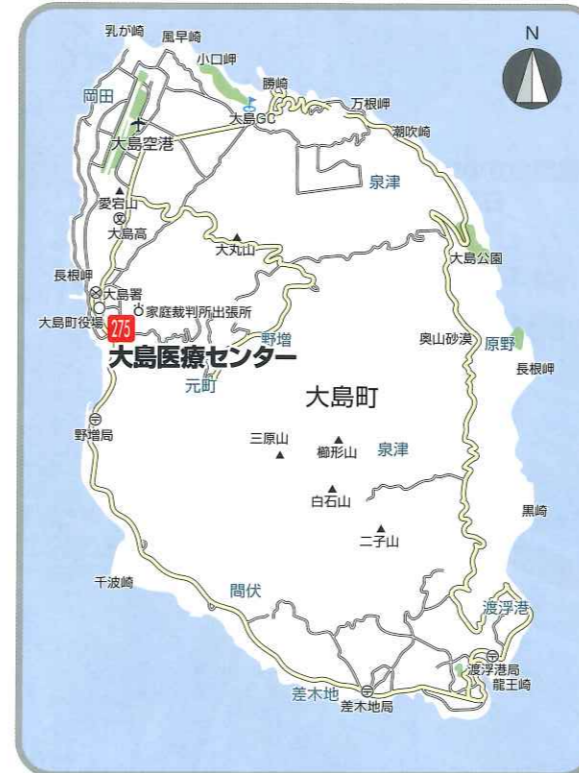 乳が崎
風早崎
N
小口岬
勝崎
岡田
万根岬
大島GC
潮吹崎
大島空港
泉津
愛宕山
文
大島高
大丸山
大島公園
長根岬
大島署
大島町役場
家庭裁判所出張所
275
野増
奥山砂漠
原野
大島医療センター
長根岬
元町
大島町
野増局
三原山
櫛形山
泉津
白石山
黒崎
二子山
千波崎
間伏
渡浮港
渡浮港局
龍王崎
差木地
差木地局